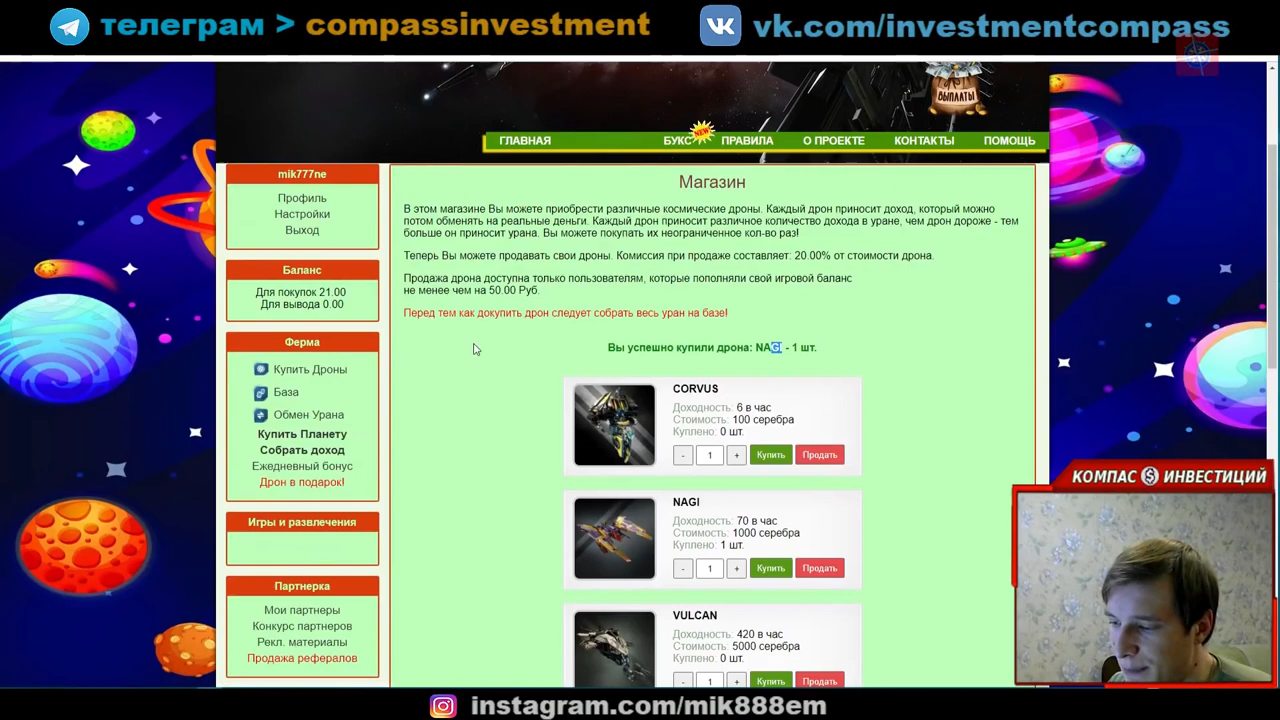 телеграм > compassinvestment
vk.com/investmentcompass
ВЫПЛАТЫ
ГЛАВНАЯ
БУКС
NEW
ПРАВИЛА
О ПРОЕКТЕ
КОНТАКТЫ
ПОМОЩЬ
mik777ne
Профиль
Настройки
Выход
Баланс
Для покупок 21.00
Для вывода 0.00
Ферма
Купить Дроны
База
Обмен Урана
Купить Планету
Собрать доход
Ежедневный бонус
Дрон в подарок!
Игры и развлечения
Партнерка
Мои партнеры
Конкурс партнеров
Рекл. материалы
Продажа рефералов
Магазин
В этом магазине Вы можете приобрести различные космические дроны. Каждый дрон приносит доход, который можно
потом обменять на реальные деньги. Каждый дрон приносит различное количество дохода в уране, чем дрон дороже - тем
больше он приносит урана. Вы можете покупать их неограниченное кол-во раз!
Теперь Вы можете продавать свои дроны. Комиссия при продаже составляет: 20.00% от стоимости дрона.
Продажа дрона доступна только пользователям, которые пополняли свой игровой баланс
не менее чем на 50.00 Руб.
Перед тем как докупить дрон следует собрать весь уран на базе!
Вы успешно купили дрона: NAGI - 1 шт.
CORVUS
Доходность: 6 в час
Стоимость: 100 серебра
Куплено: 0 шт.
- 1 + Купить Продать
NAGI
Доходность: 70 в час
Стоимость: 1000 серебра
Куплено: 1 шт.
- 1 + Купить Продать
VULCAN
Доходность: 420 в час
Стоимость: 5000 серебра
Куплено: 0 шт.
- 1 + Купить Продать
КОМПАС $ ИНВЕСТИЦИЙ
instagram.com/mik888em